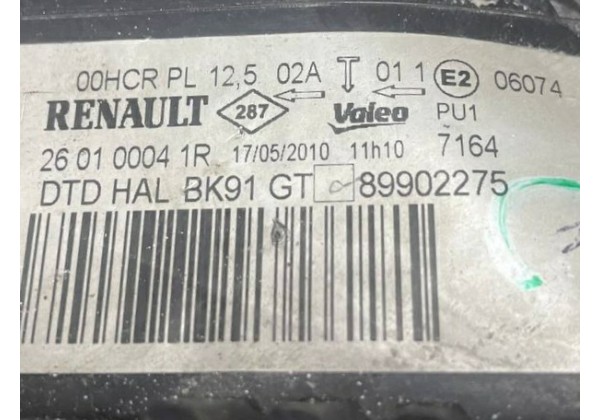 00HCR PL 12,5 02A T 01 1 E2 06074
RENAULT 287 Valeo PU1
26 01 0004 1R 17/05/2010 11h10 7164
DTD HAL BK91 GT 89902275